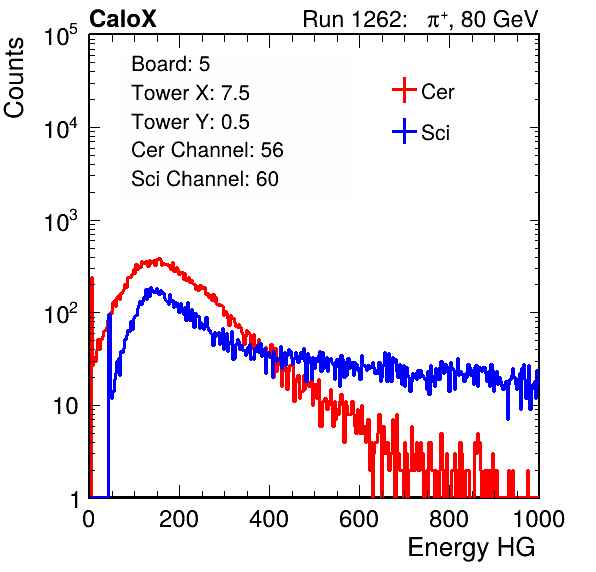 CaloX Run 1262: π⁺, 80 GeV
Board: 5
Tower X: 7.5
Tower Y: 0.5
Cer Channel: 56
Sci Channel: 60
Cer
Sci
Counts
10⁵
10⁴
10³
10²
10
1
0 200 400 600 800 1000
Energy HG